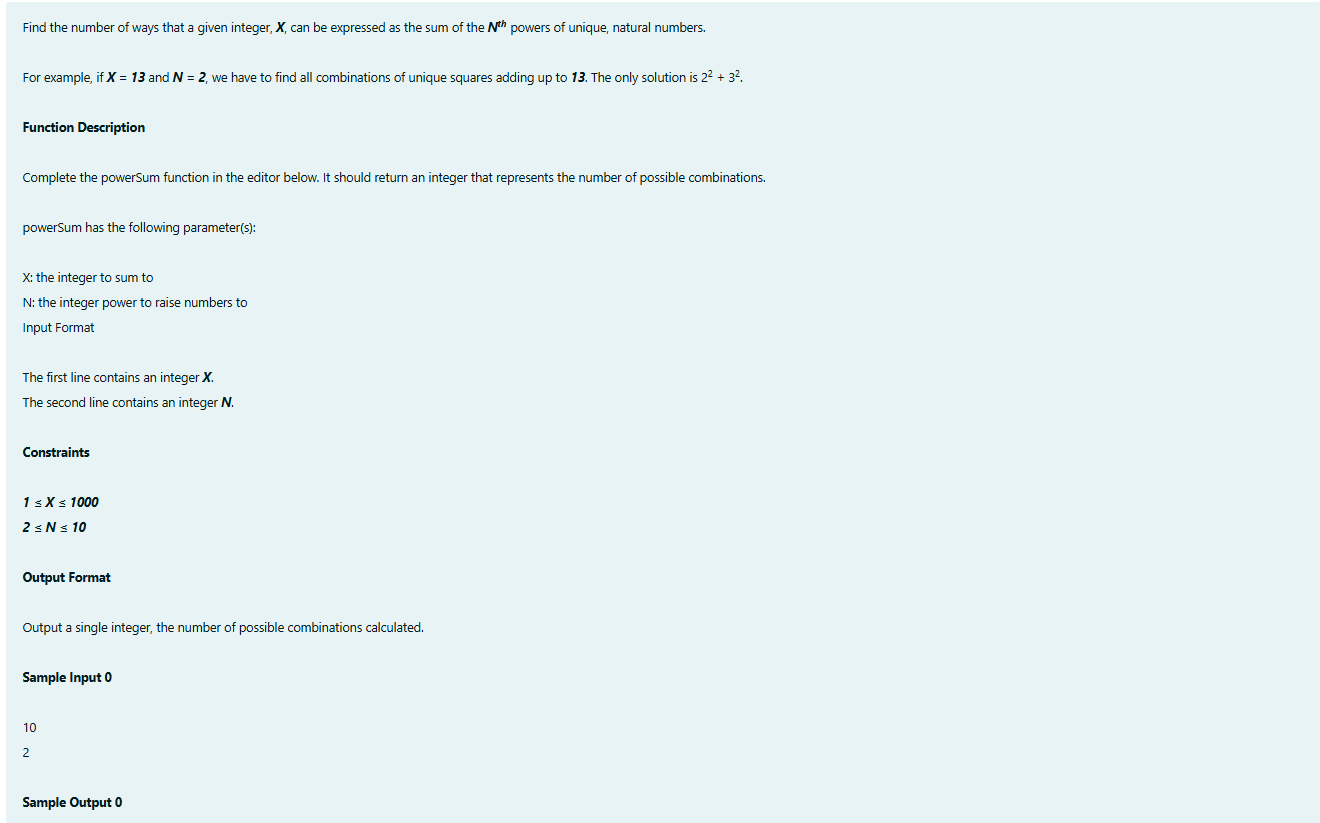 Find the number of ways that a given integer, X, can be expressed as the sum of the Nth powers of unique, natural numbers.
For example, if X = 13 and N = 2, we have to find all combinations of unique squares adding up to 13. The only solution is 2² + 3².
Function Description
Complete the powerSum function in the editor below. It should return an integer that represents the number of possible combinations.
powerSum has the following parameter(s):
X: the integer to sum to
N: the integer power to raise numbers to
Input Format
The first line contains an integer X.
The second line contains an integer N.
Constraints
1 ≤ X ≤ 1000
2 ≤ N ≤ 10
Output Format
Output a single integer, the number of possible combinations calculated.
Sample Input 0
10
2
Sample Output 0